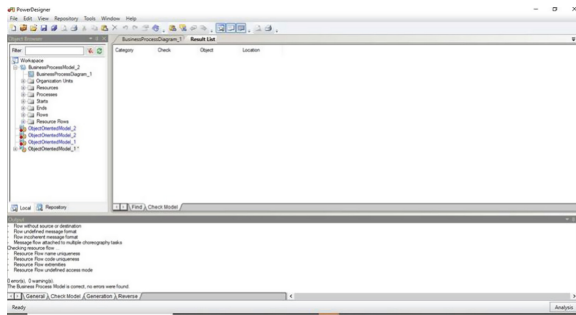 PowerDesigner
File Edit View Repository Tools Window Help
Object Browser
BusinessProcessDiagram_1 Result List
Filter:
Category Check Object Location
Workspace
BusinessProcessModel_2
BusinessProcessDiagram_1
Organization Units
Resources
Processes
Starts
Ends
Flows
Resource Flows
ObjectOrientedModel_2
ObjectOrientedModel_2
ObjectOrientedModel_1
ObjectOrientedModel_1 *
Local Repository
Find Check Model
Output
- Flow without source or destination
- Flow undefined message format
- Flow incoherent message format
- Message flow attached to multiple choreography tasks
Checking resource flow ...
- Resource Flow name uniqueness
- Resource Flow code uniqueness
- Resource Flow extremities
- Resource Flow undefined access mode
0 error(s), 0 warning(s).
The Business Process Model is correct, no errors were found.
General Check Model Generation Reverse
Ready
Analysis